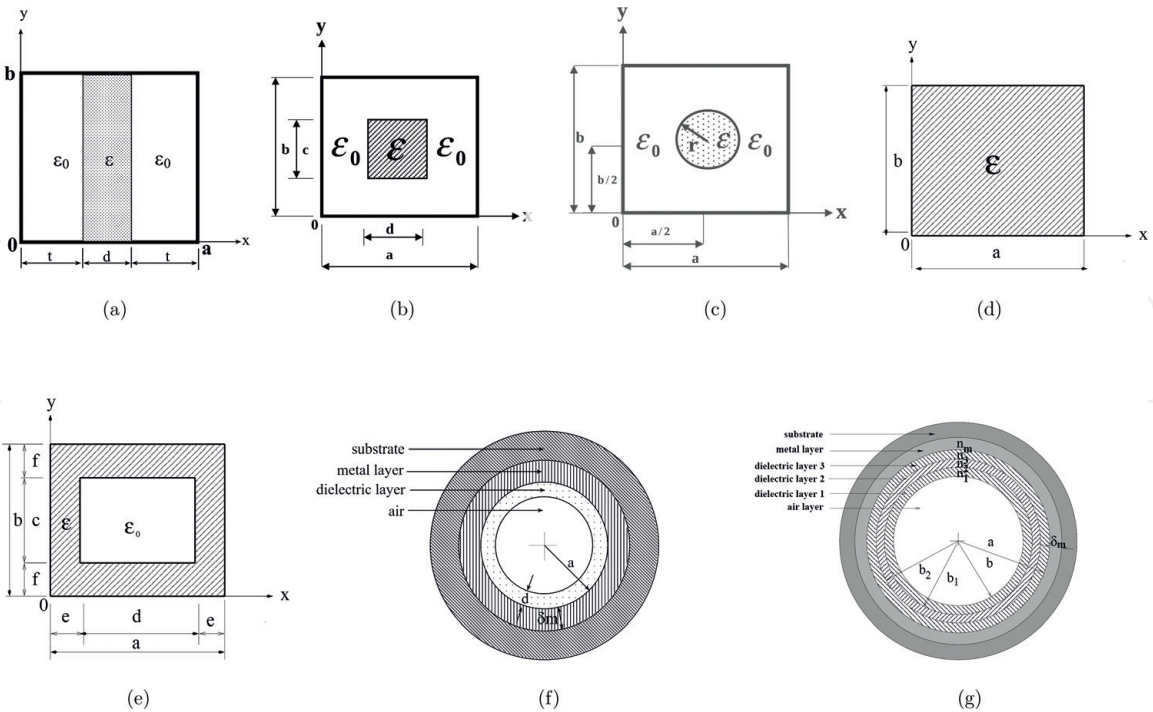 y
b
ε₀ ε ε₀
0 a x
t d t
(a)
y
b c
ε₀ ε ε₀
0 x
d
a
(b)
y
b
ε₀ r ε ε₀
b/2
0 x
a/2
a
(c)
y
b
ε
0 x
a
(d)
y
f
b c ε ε₀
f
0 x
e d e
a
(e)
substrate
metal layer
dielectric layer
air
a
d
δm
(f)
substrate
metal layer
dielectric layer 3
dielectric layer 2
dielectric layer 1
air layer
nm
n1
a
δm
b2 b1 b
(g)